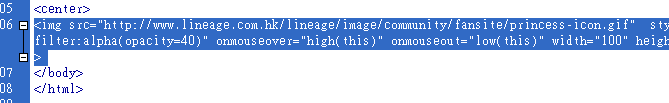 05 <center>
06 <img src="http://www.lineage.com.hk/lineage/image/community/fansite/princess-icon.gif" sty
filter:alpha(opacity=40)" onmouseover="high(this)" onmouseout="low(this)" width="100" heigh
>
07 </body>
08 </html>